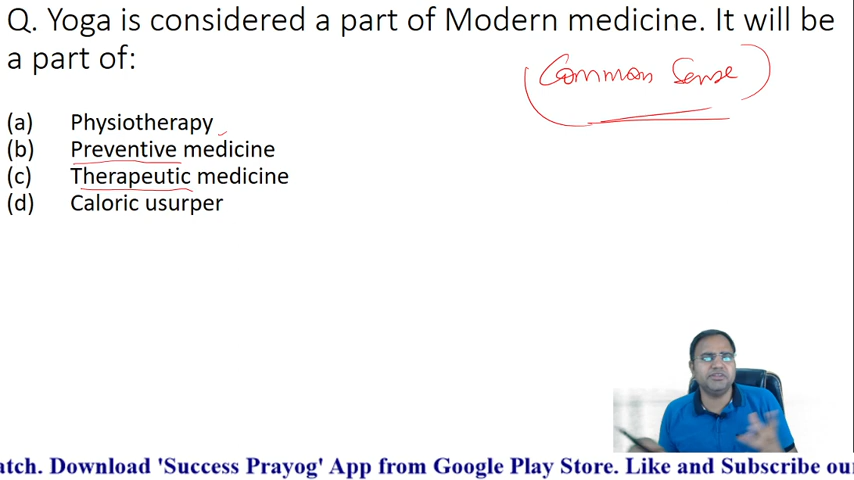 Q. Yoga is considered a part of Modern medicine. It will be
a part of:
Common Sense
(a) Physiotherapy
(b) Preventive medicine
(c) Therapeutic medicine
(d) Caloric usurper
atch. Download 'Success Prayog' App from Google Play Store. Like and Subscribe ou